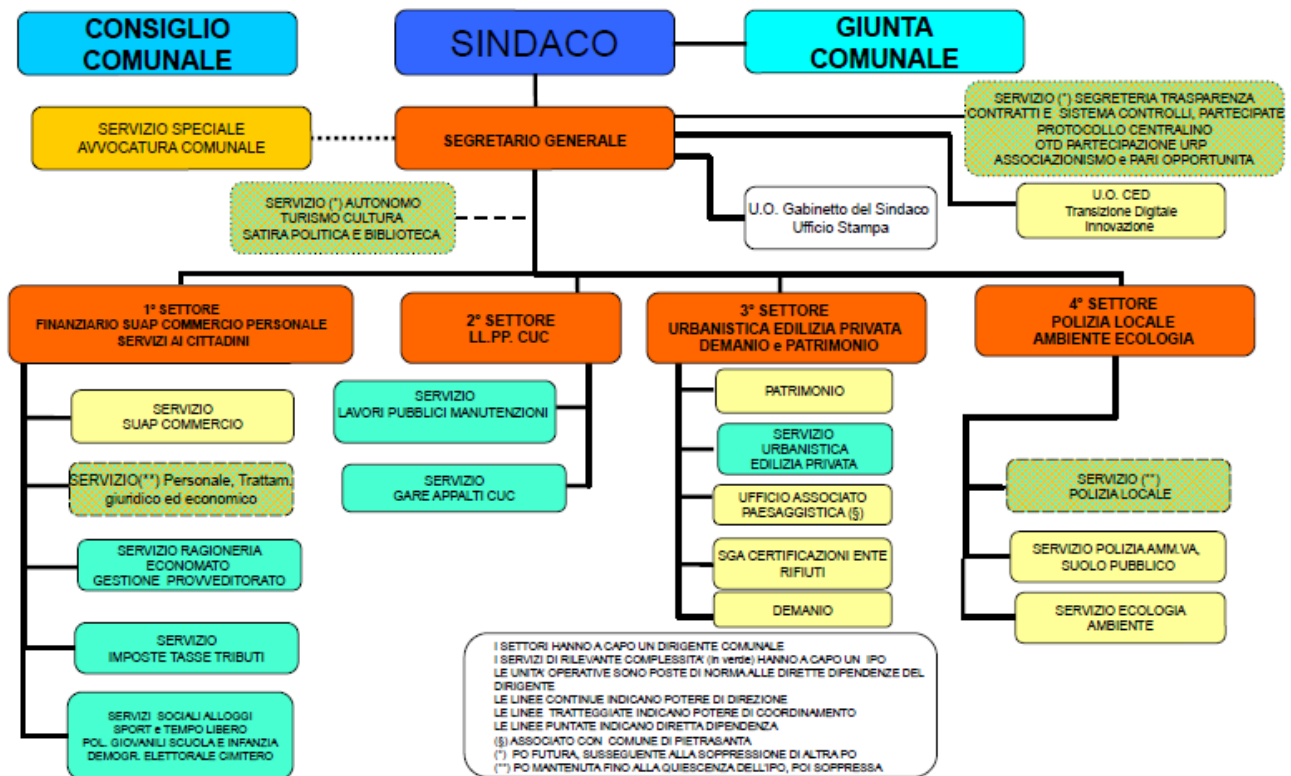 CONSIGLIO
COMUNALE
SINDACO
GIUNTA
COMUNALE
SERVIZIO SPECIALE
AVVOCATURA COMUNALE
SEGRETARIO GENERALE
SERVIZIO (*) SEGRETERIA TRASPARENZA
CONTRATTI E SISTEMA CONTROLLI, PARTECIPATE
PROTOCOLLO CENTRALINO
OTD PARTECIPAZIONE URP
ASSOCIAZIONISMO e PARI OPPORTUNITA
SERVIZIO (*) AUTONOMO
TURISMO CULTURA
SATIRA POLITICA E BIBLIOTECA
U.O. Gabinetto del Sindaco
Ufficio Stampa
U.O. CED
Transizione Digitale
Innovazione
1° SETTORE
FINANZIARIO SUAP COMMERCIO PERSONALE
SERVIZI AI CITTADINI
2° SETTORE
LL.PP. CUC
3° SETTORE
URBANISTICA EDILIZIA PRIVATA
DEMANIO e PATRIMONIO
4° SETTORE
POLIZIA LOCALE
AMBIENTE ECOLOGIA
SERVIZIO
SUAP COMMERCIO
SERVIZIO(**) Personale, Trattam.
giuridico ed economico
SERVIZIO RAGIONERIA
ECONOMATO
GESTIONE PROVVEDITORATO
SERVIZIO
IMPOSTE TASSE TRIBUTI
SERVIZI SOCIALI ALLOGGI
SPORT e TEMPO LIBERO
POL. GIOVANILI SCUOLA E INFANZIA
DEMOGR. ELETTORALE CIMITERO
SERVIZIO
LAVORI PUBBLICI MANUTENZIONI
SERVIZIO
GARE APPALTI CUC
PATRIMONIO
SERVIZIO
URBANISTICA
EDILIZIA PRIVATA
UFFICIO ASSOCIATO
PAESAGGISTICA (§)
SGA CERTIFICAZIONI ENTE
RIFIUTI
DEMANIO
SERVIZIO (**)
POLIZIA LOCALE
SERVIZIO POLIZIA AMM.VA,
SUOLO PUBBLICO
SERVIZIO ECOLOGIA
AMBIENTE
I SETTORI HANNO A CAPO UN DIRIGENTE COMUNALE
I SERVIZI DI RILEVANTE COMPLESSITA' (in verde) HANNO A CAPO UN IPO
LE UNITA' OPERATIVE SONO POSTE DI NORMA ALLE DIRETTE DIPENDENZE DEL
DIRIGENTE
LE LINEE CONTINUE INDICANO POTERE DI DIREZIONE
LE LINEE TRATTEGGIATE INDICANO POTERE DI COORDINAMENTO
LE LINEE PUNTATE INDICANO DIRETTA DIPENDENZA
(§) ASSOCIATO CON COMUNE DI PIETRASANTA
(*) PO FUTURA, SUSSEGUENTE ALLA SOPPRESSIONE DI ALTRA PO
(**) PO MANTENUTA FINO ALLA QUIESCENZA DELL'IPO, POI SOPPRESSA